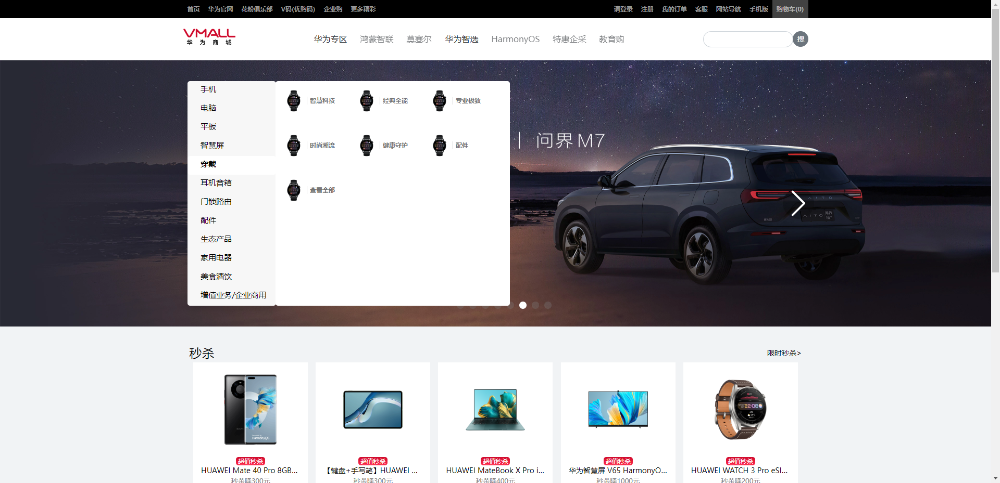 首页 华为官网 花粉俱乐部 V码(优购码) 企业购 更多精彩 请登录 注册 我的订单 客服 网站导航 手机版 购物车(0)
VMALL
华为商城
华为专区 鸿蒙智联 莫塞尔 华为智选 HarmonyOS 特惠企采 教育购 搜
手机
电脑
平板
智慧屏
穿戴
耳机音箱
门锁路由
配件
生态产品
家用电器
美食酒饮
增值业务/企业商用
智慧科技 经典全能 专业极致
时尚潮流 健康守护 配件
查看全部
| 问界M7
AITO
AITO 问界M7
秒杀 限时秒杀>
HarmonyOS
22:08
超值秒杀 超值秒杀 超值秒杀 超值秒杀 超值秒杀
HUAWEI Mate 40 Pro 8GB... 【键盘+手写笔】HUAWEI ... HUAWEI MateBook X Pro i... 华为智慧屏 V65 HarmonyO... HUAWEI WATCH 3 Pro eSI...
秒杀降300元 秒杀降300元 秒杀降400元 秒杀降1000元 秒杀降200元